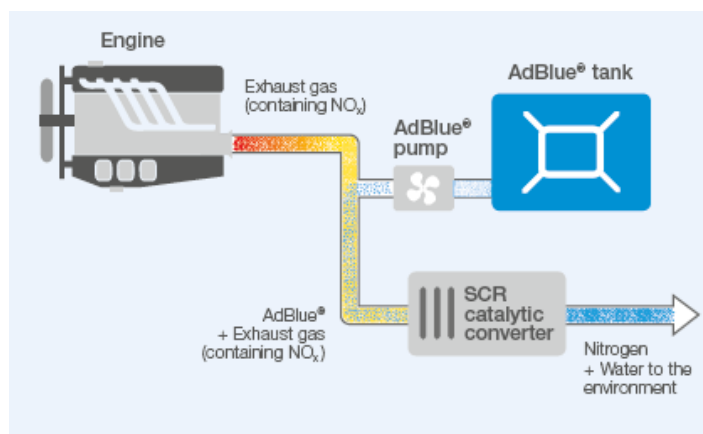 Engine
Exhaust gas
(containing NOₓ)
AdBlue® tank
AdBlue®
pump
AdBlue®
+ Exhaust gas
(containing NOₓ)
SCR
catalytic
converter
Nitrogen
+ Water to the
environment